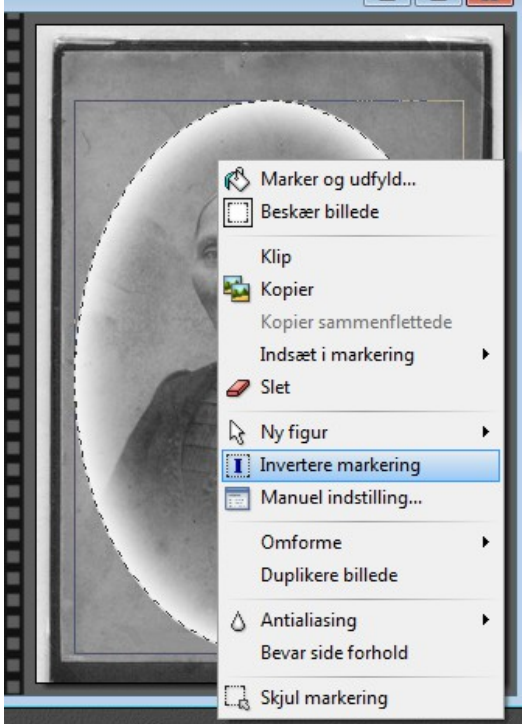 Marker og udfyld...
Beskær billede
Klip
Kopier
Kopier sammenflettede
Indsæt i markering
Slet
Ny figur
Invertere markering
Manuel indstilling...
Omforme
Duplikere billede
Antialiasing
Bevar side forhold
Skjul markering